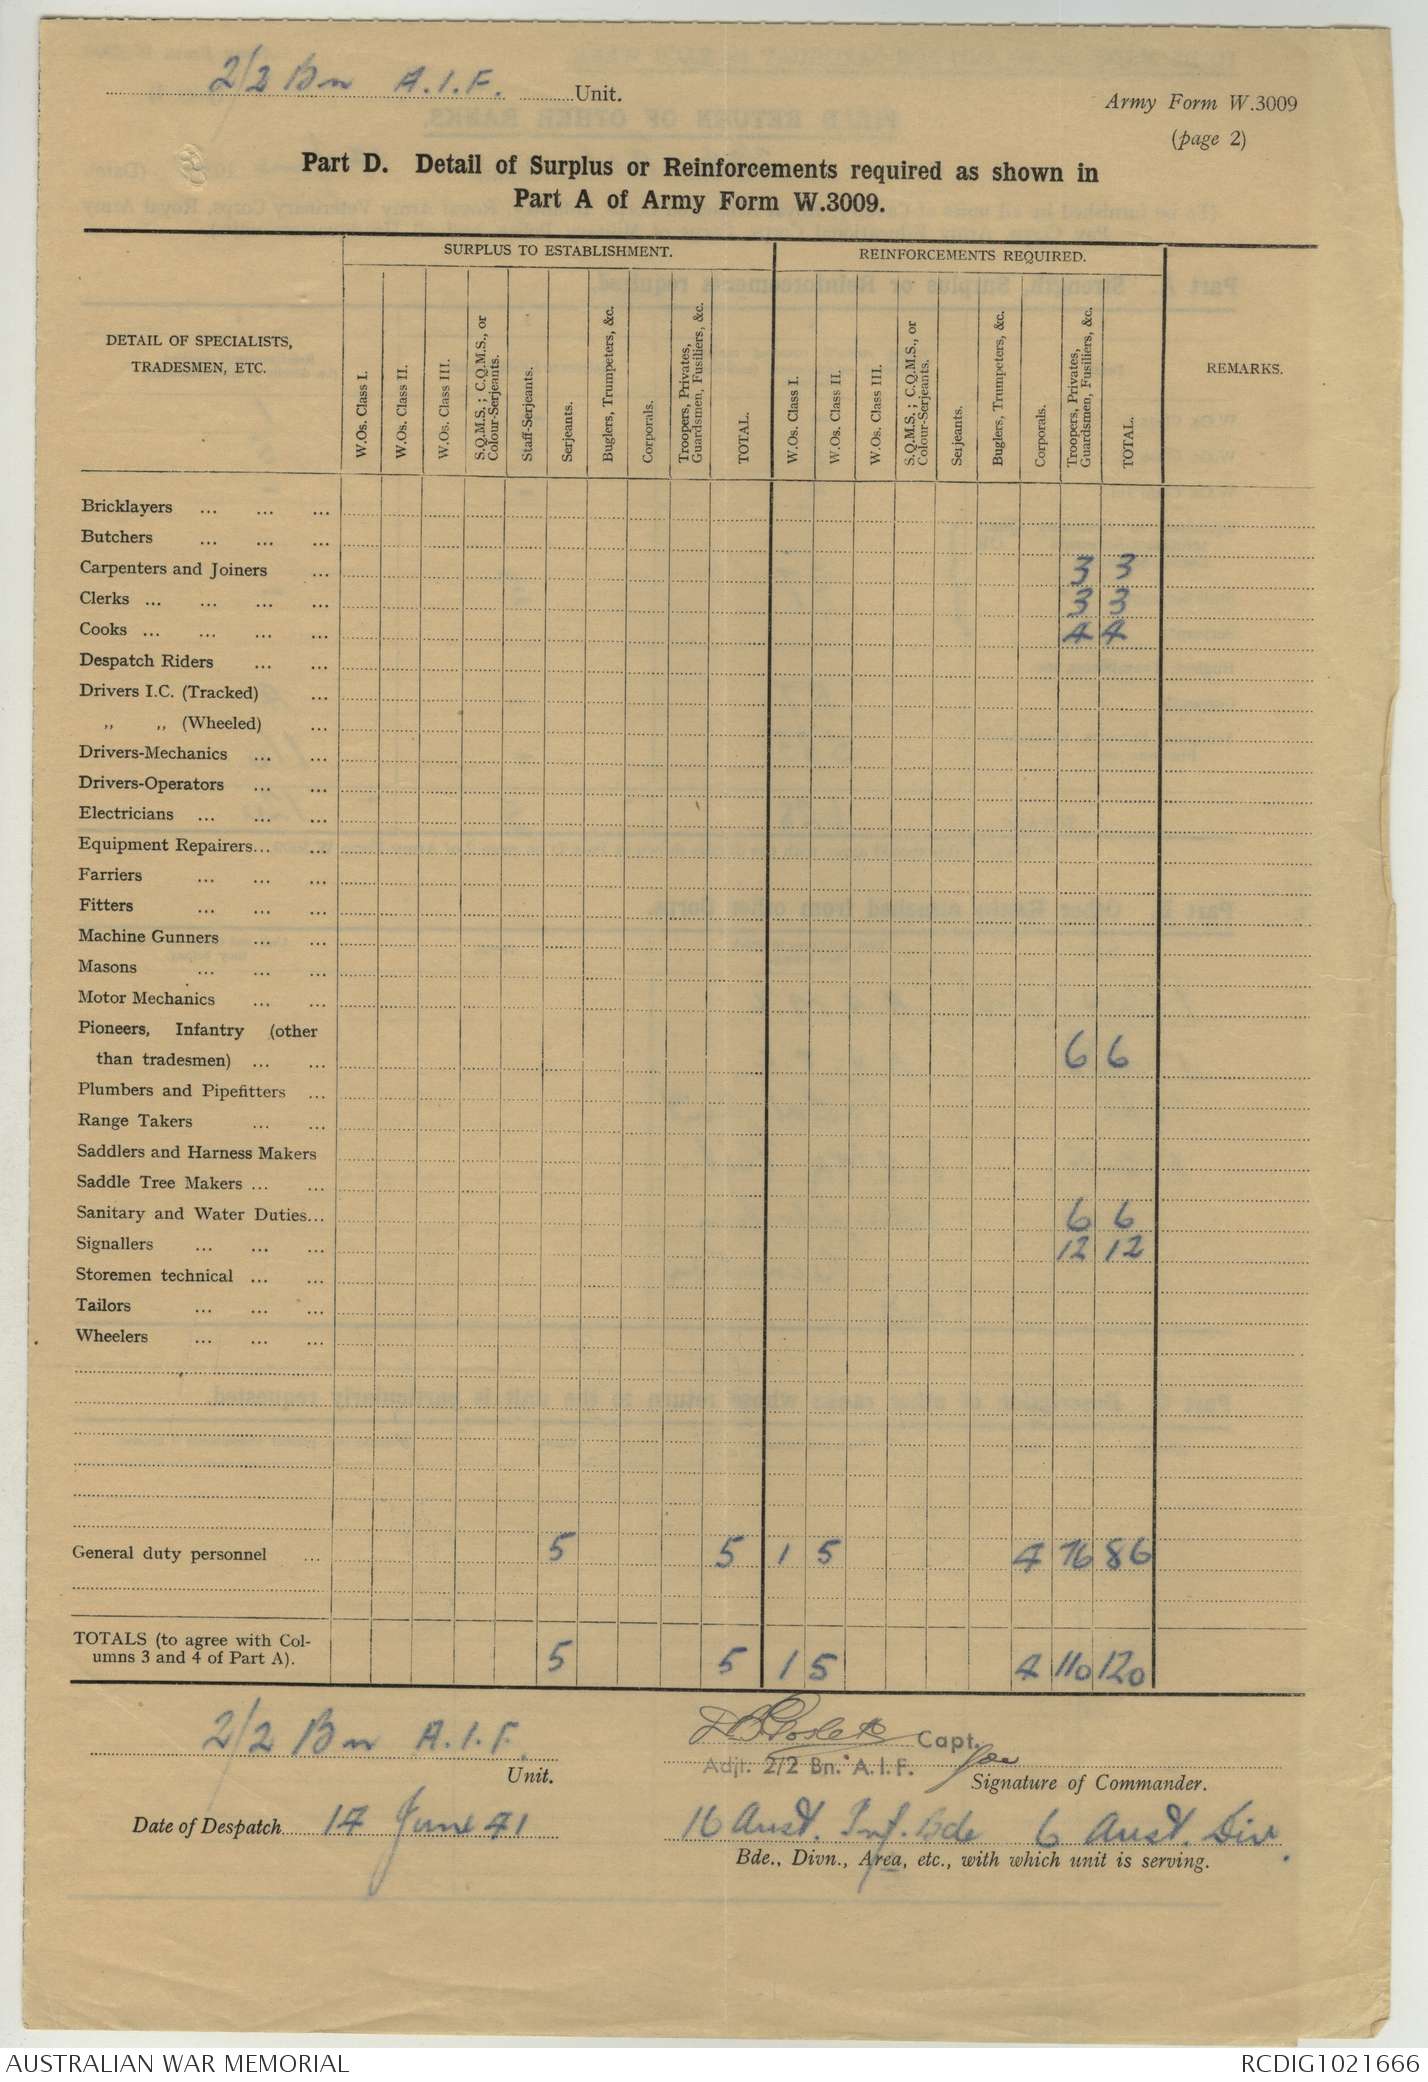 2/2 Bn A.I.F. Unit.
Army Form W.3009
(page 2)
Part D. Detail of Surplus or Reinforcements required as shown in
Part A of Army Form W.3009.
DETAIL OF SPECIALISTS,
TRADESMEN, ETC.
SURPLUS TO ESTABLISHMENT.
W.Os. Class I.
W.Os. Class II.
W.Os. Class III.
S.Q.M.S. ; C.Q.M.S., or
Colour-Serjeants.
Staff-Serjeants.
Serjeants.
Buglers, Trumpeters, &c.
Corporals.
Troopers, Privates,
Guardsmen, Fusiliers, &c.
TOTAL.
REINFORCEMENTS REQUIRED.
W.Os. Class I.
W.Os. Class II.
W.Os. Class III.
S.Q.M.S. ; C.Q.M.S., or
Colour-Serjeants.
Serjeants.
Buglers, Trumpeters, &c.
Corporals.
Troopers, Privates,
Guardsmen, Fusiliers, &c.
TOTAL.
REMARKS.
Bricklayers ... ... ...
Butchers ... ... ...
Carpenters and Joiners ... 3 3
Clerks ... ... ... ... 3 3
Cooks ... ... ... ... 4 4
Despatch Riders ... ...
Drivers I.C. (Tracked) ...
,, ,, (Wheeled) ...
Drivers-Mechanics ... ...
Drivers-Operators ... ...
Electricians ... ... ...
Equipment Repairers... ...
Farriers ... ... ...
Fitters ... ... ...
Machine Gunners ... ...
Masons ... ... ...
Motor Mechanics ... ...
Pioneers, Infantry (other
than tradesmen) ... ... 6 6
Plumbers and Pipefitters ...
Range Takers ... ...
Saddlers and Harness Makers
Saddle Tree Makers ... ...
Sanitary and Water Duties... 6 6
Signallers ... ... ... 12 12
Storemen technical ... ...
Tailors ... ... ...
Wheelers ... ... ...
General duty personnel ... 5 5 1 5 4 76 86
TOTALS (to agree with Col-
umns 3 and 4 of Part A). 5 5 1 5 4 110 120
2/2 Bn A.I.F.
Unit.
Capt.
Adjt. 2/2 Bn. A.I.F.
Signature of Commander.
Date of Despatch 14 June 41
16 Aust. Inf. Bde 6 Aust. Div.
Bde., Divn., Area, etc., with which unit is serving.
AUSTRALIAN WAR MEMORIAL
RCDIG1021666